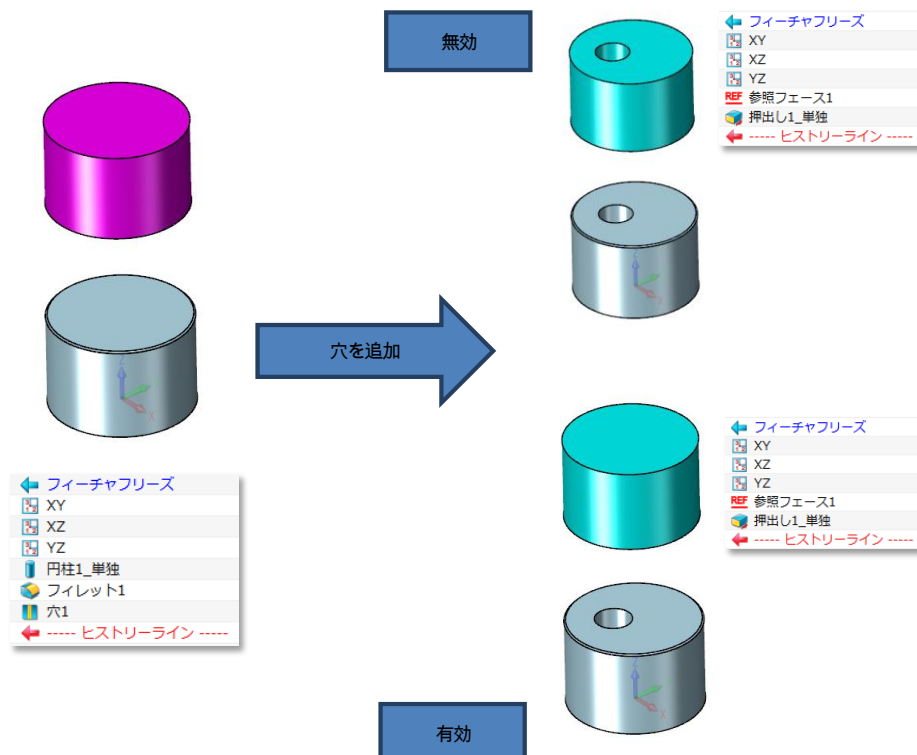 無効
フィーチャフリーズ
XY
XZ
YZ
REF 参照フェース1
押出し1_単独
----- ヒストリーライン -----
穴を追加
フィーチャフリーズ
XY
XZ
YZ
円柱1_単独
フィレット1
穴1
----- ヒストリーライン -----
フィーチャフリーズ
XY
XZ
YZ
REF 参照フェース1
押出し1_単独
----- ヒストリーライン -----
有効